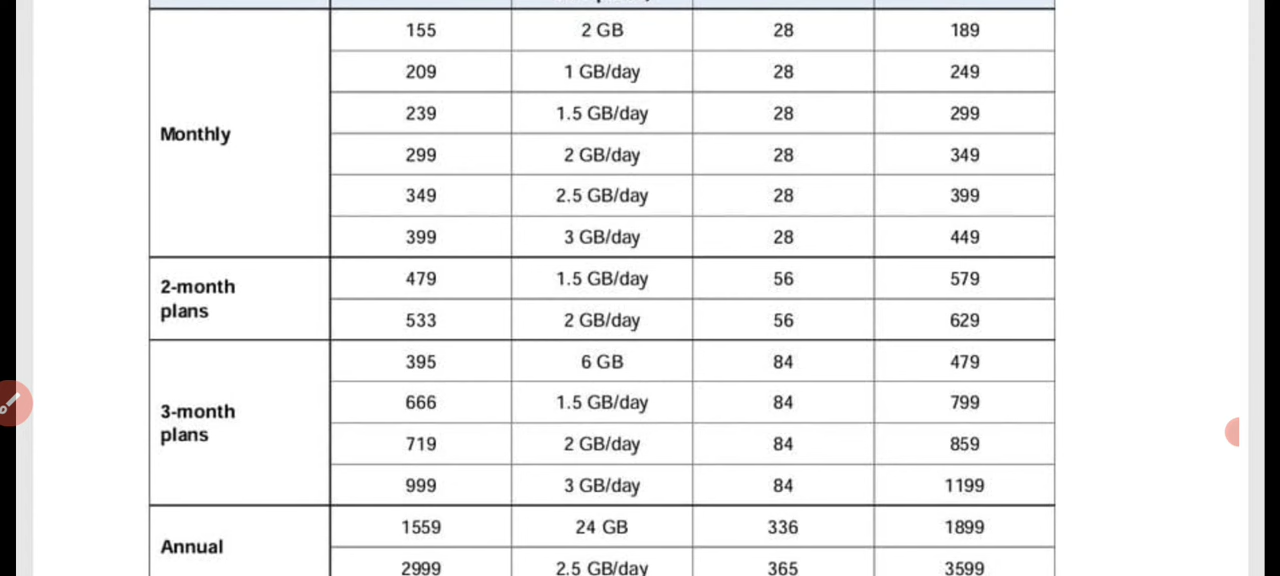 155 2 GB 28 189
209 1 GB/day 28 249
239 1.5 GB/day 28 299
Monthly
299 2 GB/day 28 349
349 2.5 GB/day 28 399
399 3 GB/day 28 449
2-month
plans
479 1.5 GB/day 56 579
533 2 GB/day 56 629
395 6 GB 84 479
3-month
plans
666 1.5 GB/day 84 799
719 2 GB/day 84 859
999 3 GB/day 84 1199
Annual
1559 24 GB 336 1899
2999 2.5 GB/day 365 3599